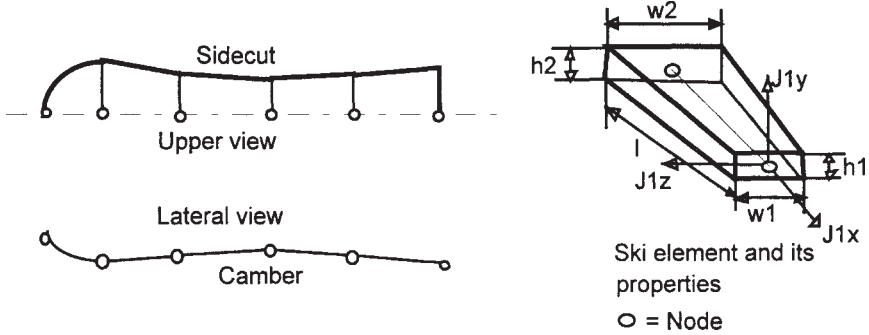 Sidecut
Upper view
Lateral view
Camber
w2
h2
J1y
l
J1z
h1
w1
J1x
Ski element and its
properties
= Node